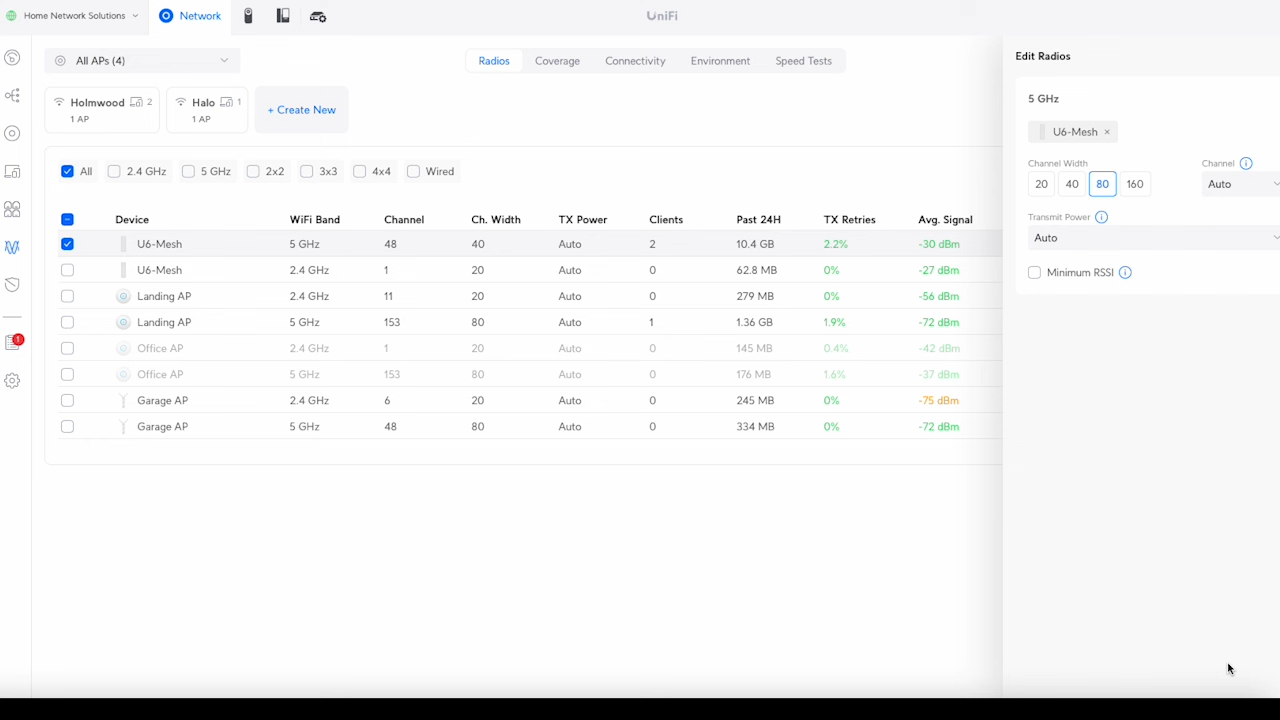 Home Network Solutions
Network
UniFi
All APs (4)
Radios
Coverage
Connectivity
Environment
Speed Tests
Edit Radios
Holmwood 2
1 AP
Halo 1
1 AP
+ Create New
5 GHz
U6-Mesh ×
Channel Width
Channel
20 40 80 160
Auto
Transmit Power
Auto
Minimum RSSI
All 2.4 GHz 5 GHz 2x2 3x3 4x4 Wired
Device WiFi Band Channel Ch. Width TX Power Clients Past 24H TX Retries Avg. Signal
U6-Mesh 5 GHz 48 40 Auto 2 10.4 GB 2.2% -30 dBm
U6-Mesh 2.4 GHz 1 20 Auto 0 62.8 MB 0% -27 dBm
Landing AP 2.4 GHz 11 20 Auto 0 279 MB 0% -56 dBm
Landing AP 5 GHz 153 80 Auto 1 1.36 GB 1.9% -72 dBm
Office AP 2.4 GHz 1 20 Auto 0 145 MB 0.4% -42 dBm
Office AP 5 GHz 153 80 Auto 0 176 MB 1.6% -37 dBm
Garage AP 2.4 GHz 6 20 Auto 0 245 MB 0% -75 dBm
Garage AP 5 GHz 48 80 Auto 0 334 MB 0% -72 dBm